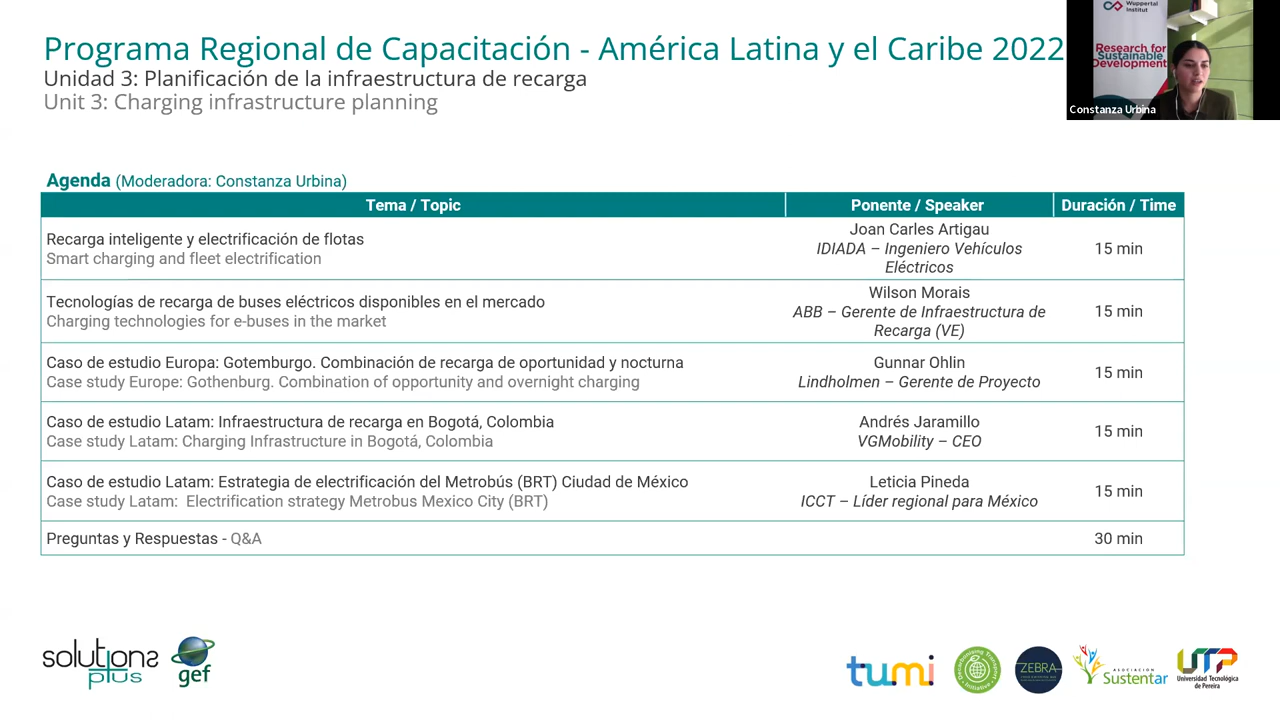 Programa Regional de Capacitación - América Latina y el Caribe 2022
Unidad 3: Planificación de la infraestructura de recarga
Unit 3: Charging infrastructure planning
Wuppertal
Institut
Research for
Sustainable
Development
Constanza Urbina
Agenda (Moderadora: Constanza Urbina)
Tema / Topic
Ponente / Speaker
Duración / Time
Recarga inteligente y electrificación de flotas
Smart charging and fleet electrification
Joan Carles Artigau
IDIADA – Ingeniero Vehículos
Eléctricos
15 min
Tecnologías de recarga de buses eléctricos disponibles en el mercado
Charging technologies for e-buses in the market
Wilson Morais
ABB – Gerente de Infraestructura de
Recarga (VE)
15 min
Caso de estudio Europa: Gotemburgo. Combinación de recarga de oportunidad y nocturna
Case study Europe: Gothenburg. Combination of opportunity and overnight charging
Gunnar Ohlin
Lindholmen – Gerente de Proyecto
15 min
Caso de estudio Latam: Infraestructura de recarga en Bogotá, Colombia
Case study Latam: Charging Infrastructure in Bogotá, Colombia
Andrés Jaramillo
VGMobility – CEO
15 min
Caso de estudio Latam: Estrategia de electrificación del Metrobús (BRT) Ciudad de México
Case study Latam: Electrification strategy Metrobus Mexico City (BRT)
Leticia Pineda
ICCT – Líder regional para México
15 min
Preguntas y Respuestas - Q&A
30 min
solutions
plus
gef
tumi
Decarbonising Transport
Initiative
ZEBRA
ASOCIACIÓN
Sustentar
UTP
Universidad Tecnológica
de Pereira